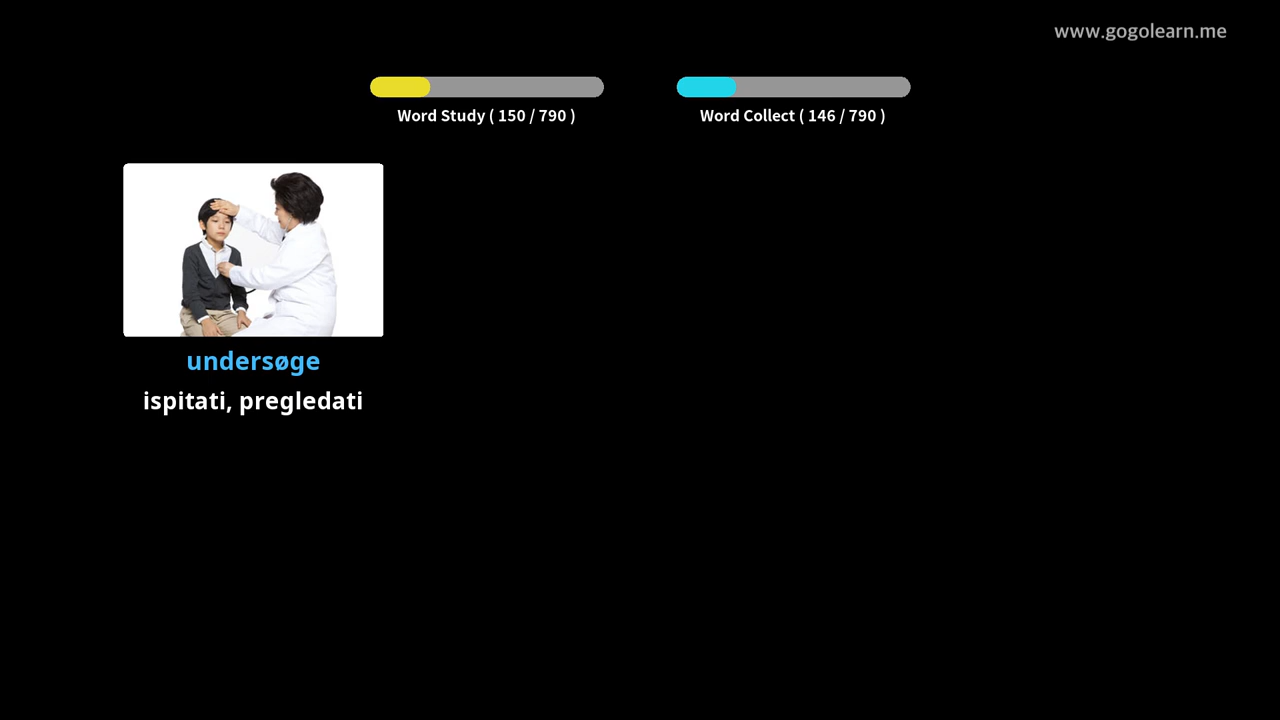 www.gogolearn.me
Word Study ( 150 / 790 )
Word Collect ( 146 / 790 )
undersøge
ispitati, pregledati